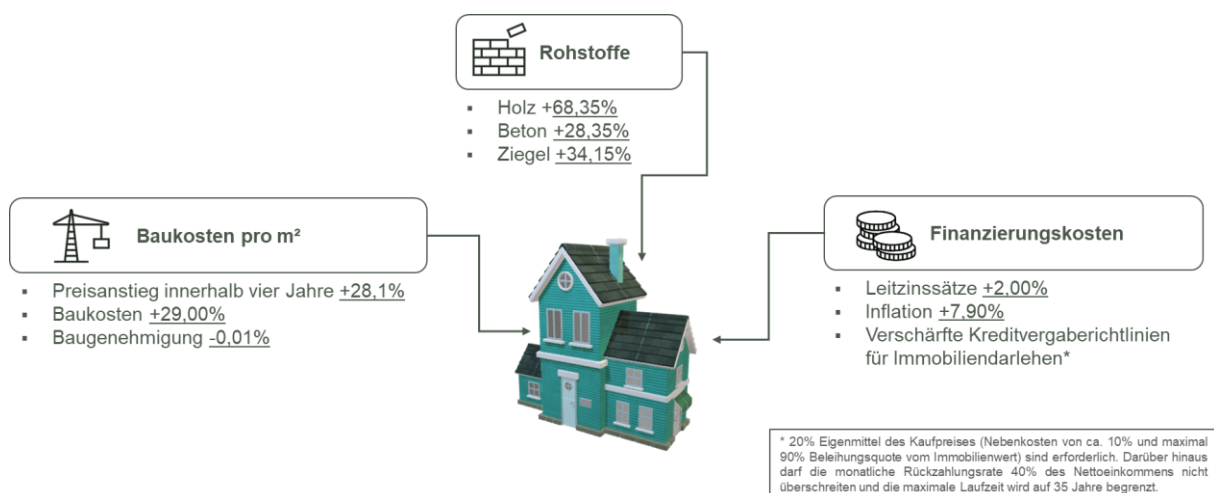 Rohstoffe
▪ Holz +68,35%
▪ Beton +28,35%
▪ Ziegel +34,15%
Baukosten pro m²
▪ Preisanstieg innerhalb vier Jahre +28,1%
▪ Baukosten +29,00%
▪ Baugenehmigung -0,01%
Finanzierungskosten
▪ Leitzinssätze +2,00%
▪ Inflation +7,90%
▪ Verschärfte Kreditvergaberichtlinien
für Immobiliendarlehen*
* 20% Eigenmittel des Kaufpreises (Nebenkosten von ca. 10% und maximal
90% Beleihungsquote vom Immobilienwert) sind erforderlich. Darüber hinaus
darf die monatliche Rückzahlungsrate 40% des Nettoeinkommens nicht
überschreiten und die maximale Laufzeit wird auf 35 Jahre begrenzt.